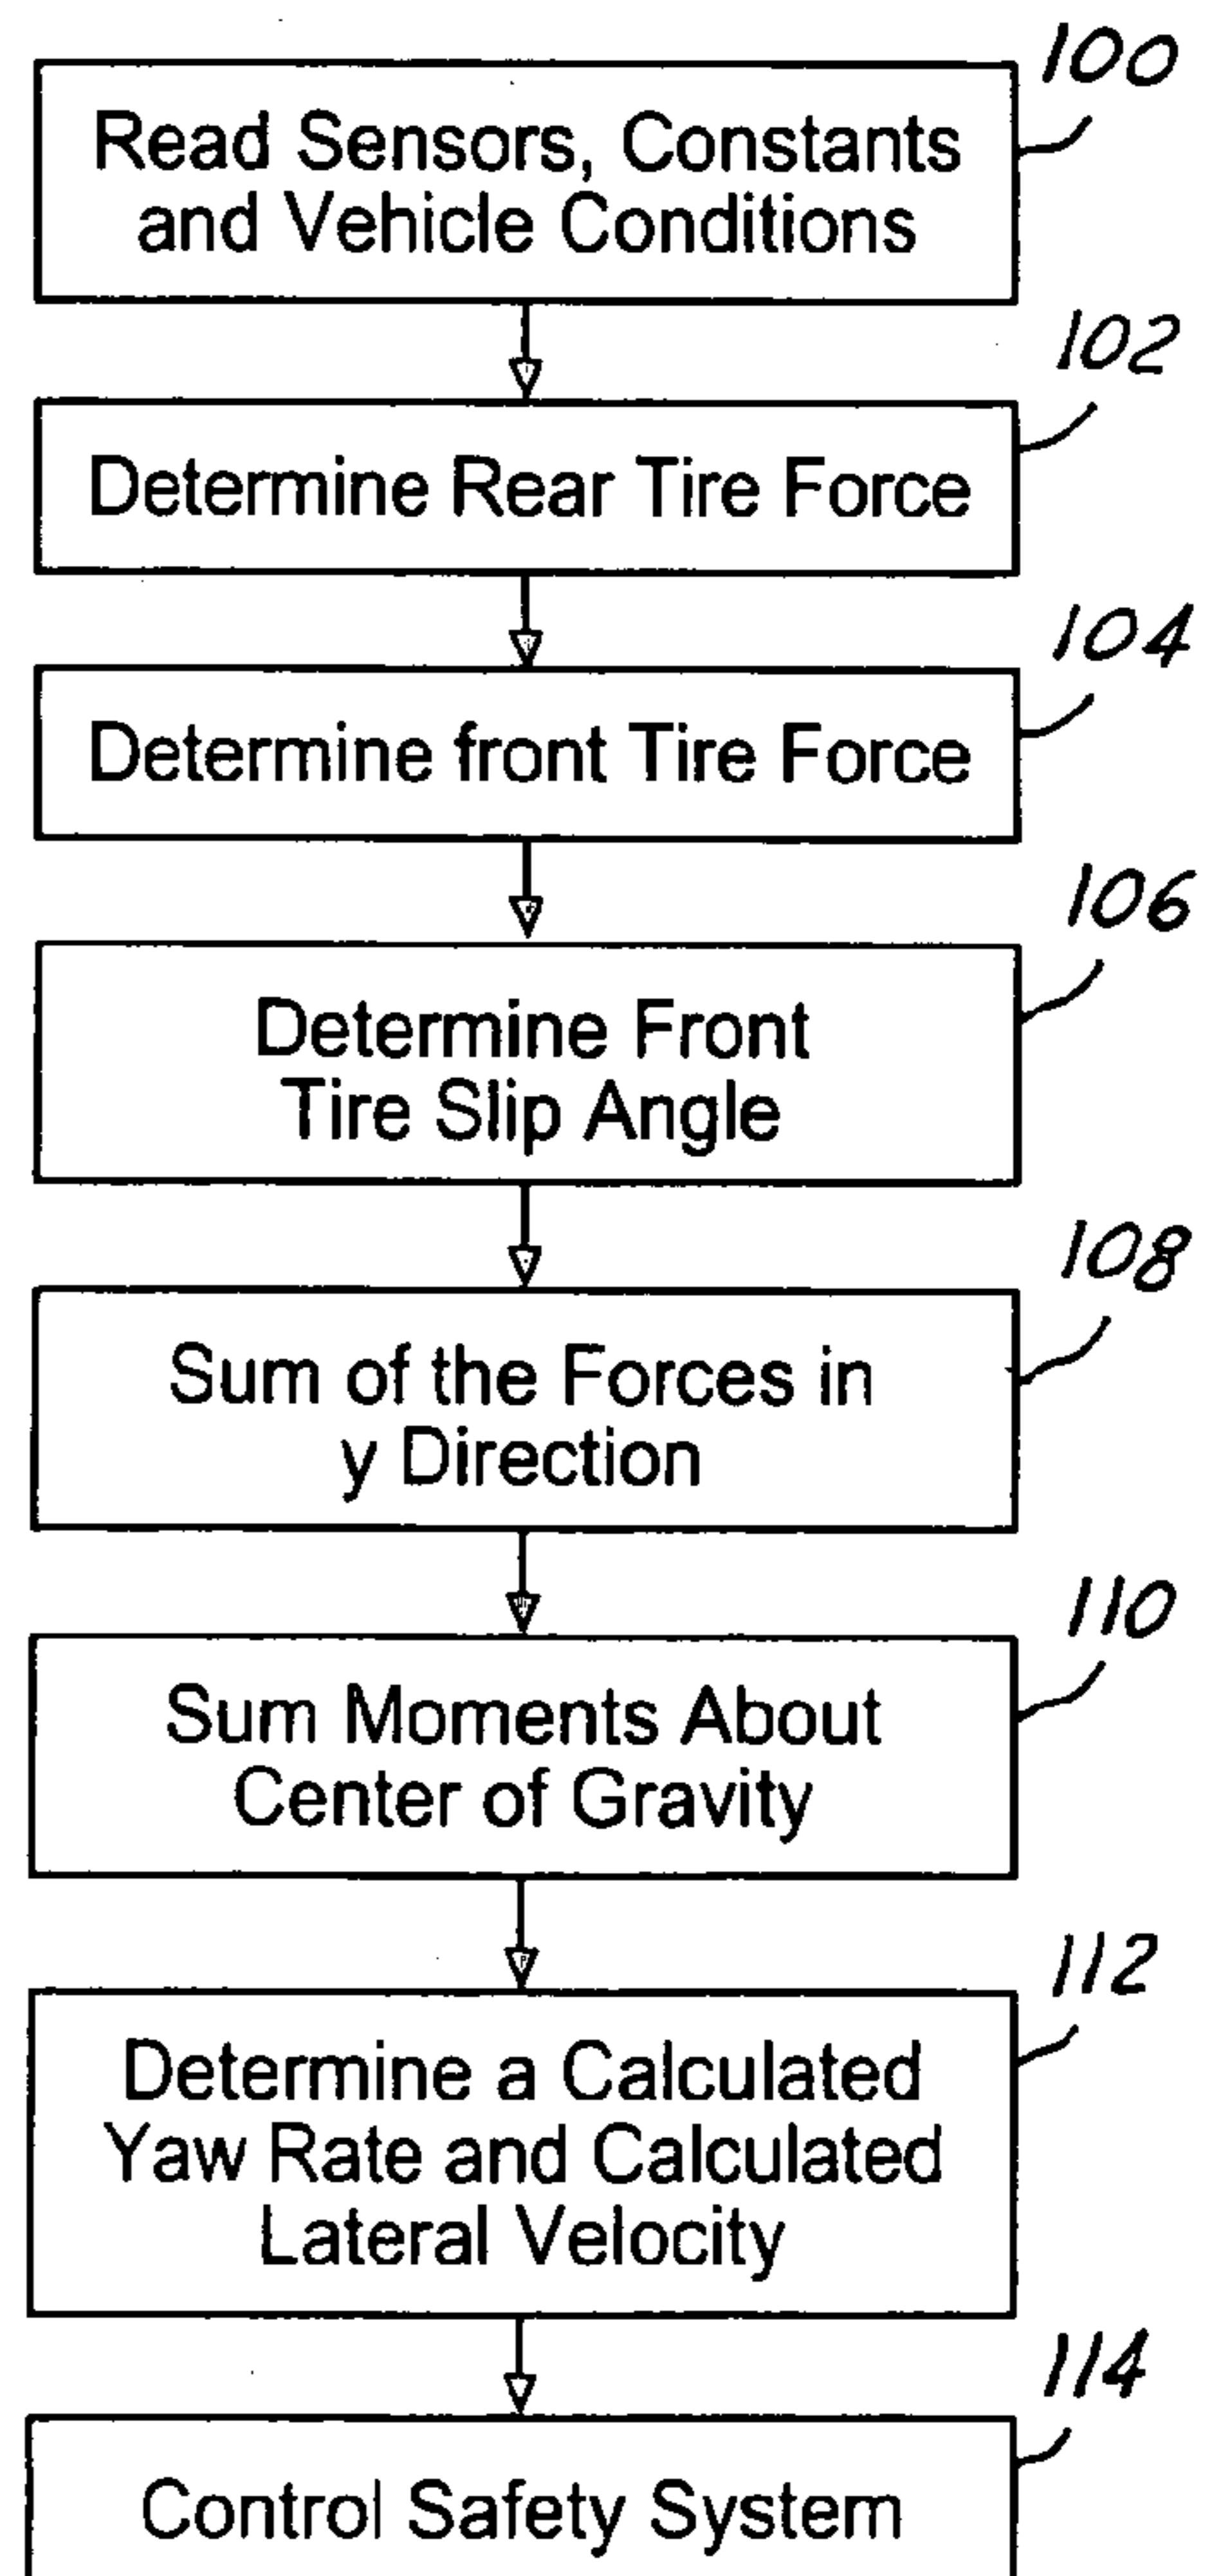 100
Read Sensors, Constants
and Vehicle Conditions
102
Determine Rear Tire Force
104
Determine front Tire Force
106
Determine Front
Tire Slip Angle
108
Sum of the Forces in
y Direction
110
Sum Moments About
Center of Gravity
112
Determine a Calculated
Yaw Rate and Calculated
Lateral Velocity
114
Control Safety System